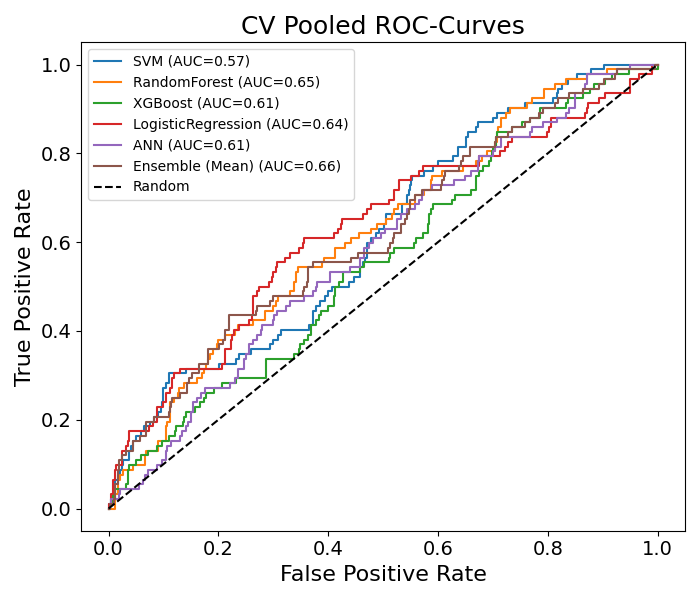 CV Pooled ROC-Curves
SVM (AUC=0.57)
RandomForest (AUC=0.65)
XGBoost (AUC=0.61)
LogisticRegression (AUC=0.64)
ANN (AUC=0.61)
Ensemble (Mean) (AUC=0.66)
Random
True Positive Rate
1.0
0.8
0.6
0.4
0.2
0.0
0.0 0.2 0.4 0.6 0.8 1.0
False Positive Rate